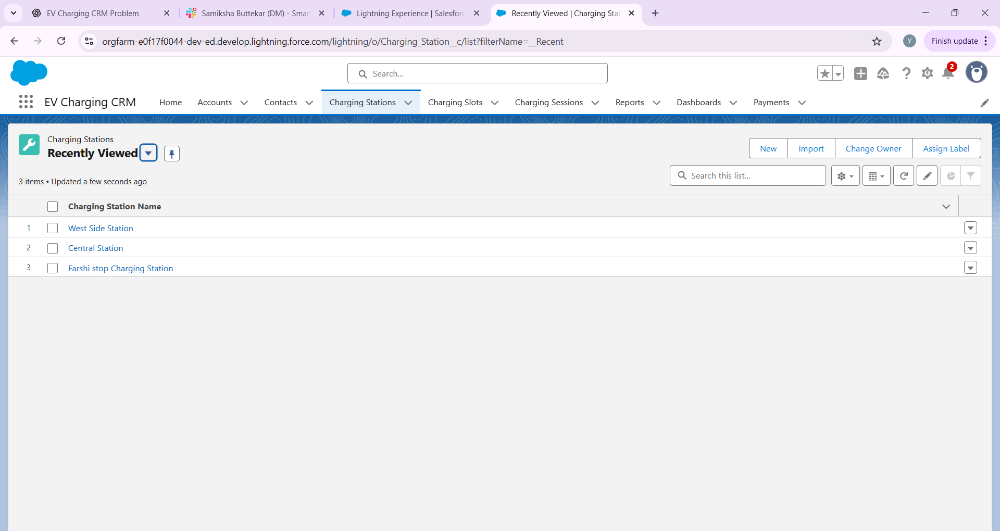 EV Charging CRM Problem
Samiksha Buttekar (DM) - Smar
Lightning Experience | Salesforc
Recently Viewed | Charging Stat
orgfarm-e0f17f0044-dev-ed.develop.lightning.force.com/lightning/o/Charging_Station__c/list?filterName=__Recent
Y
Finish update
Search...
2
EV Charging CRM
Home
Accounts
Contacts
Charging Stations
Charging Slots
Charging Sessions
Reports
Dashboards
Payments
Charging Stations
Recently Viewed
New
Import
Change Owner
Assign Label
3 items • Updated a few seconds ago
Search this list...
Charging Station Name
1 West Side Station
2 Central Station
3 Farshi stop Charging Station